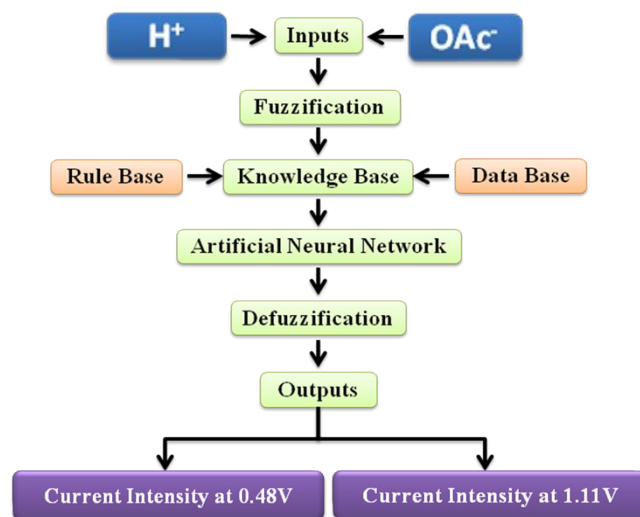 H⁺
Inputs
OAc⁻
Fuzzification
Rule Base
Knowledge Base
Data Base
Artificial Neural Network
Defuzzification
Outputs
Current Intensity at 0.48V
Current Intensity at 1.11V